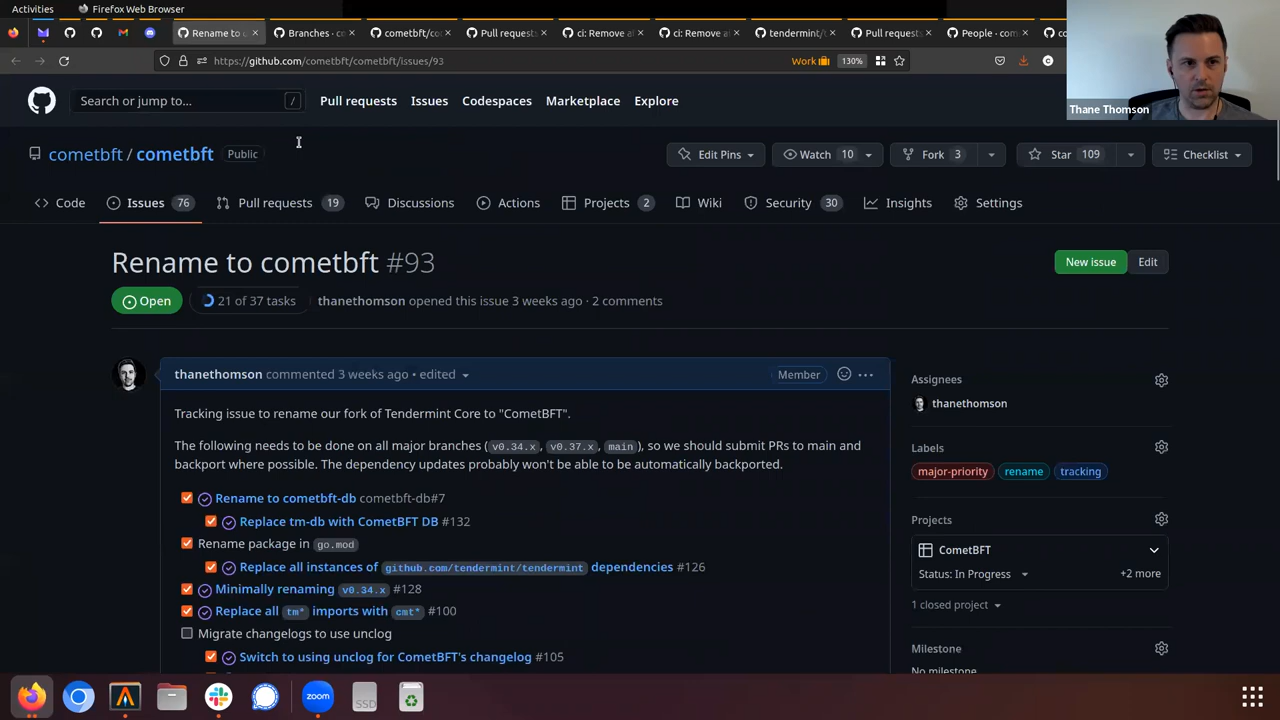 Activities
Firefox Web Browser
Rename to
Branches · co
cometbft/co
Pull requests
ci: Remove a
ci: Remove a
tendermint/t
Pull requests
People · com
co
https://github.com/cometbft/cometbft/issues/93
Work
130%
Search or jump to...
/
Pull requests
Issues
Codespaces
Marketplace
Explore
Thane Thomson
cometbft / cometbft
Public
Edit Pins
Watch 10
Fork 3
Star 109
Checklist
Code
Issues 76
Pull requests 19
Discussions
Actions
Projects 2
Wiki
Security 30
Insights
Settings
Rename to cometbft #93
New issue
Edit
Open
21 of 37 tasks
thanethomson opened this issue 3 weeks ago · 2 comments
thanethomson commented 3 weeks ago • edited
Member
Tracking issue to rename our fork of Tendermint Core to "CometBFT".
The following needs to be done on all major branches (v0.34.x, v0.37.x, main), so we should submit PRs to main and
backport where possible. The dependency updates probably won't be able to be automatically backported.
Rename to cometbft-db cometbft-db#7
Replace tm-db with CometBFT DB #132
Rename package in go.mod
Replace all instances of github.com/tendermint/tendermint dependencies #126
Minimally renaming v0.34.x #128
Replace all tm* imports with cmt* #100
Migrate changelogs to use unclog
Switch to using unclog for CometBFT's changelog #105
Assignees
thanethomson
Labels
major-priority
rename
tracking
Projects
CometBFT
Status: In Progress
+2 more
1 closed project
Milestone
No milestone
zoom
SSD